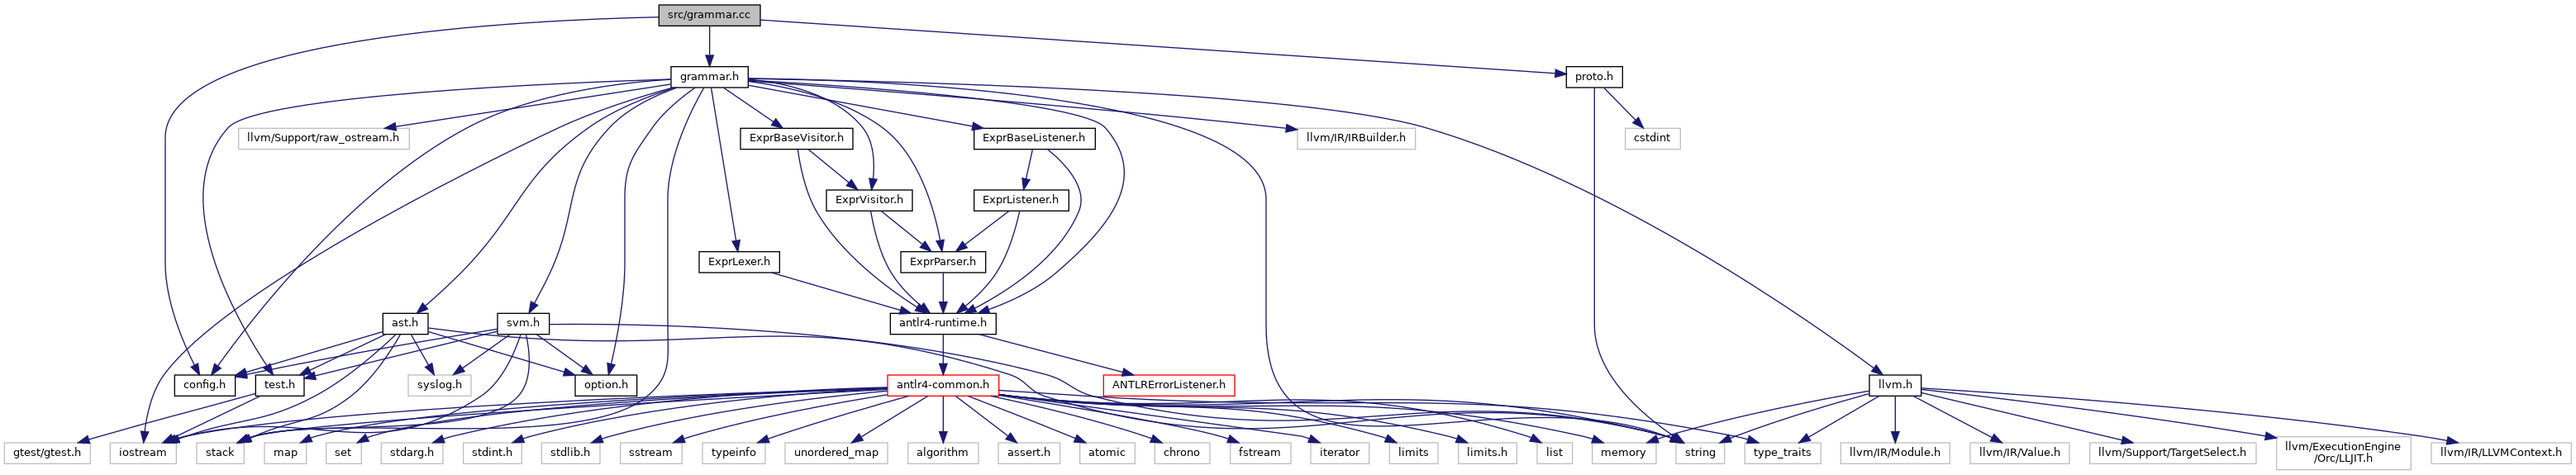 src/grammar.cc
grammar.h
proto.h
llvm/Support/raw_ostream.h
ExprBaseVisitor.h
ExprBaseListener.h
llvm/IR/IRBuilder.h
cstdint
ExprVisitor.h
ExprListener.h
ExprLexer.h
ExprParser.h
ast.h
svm.h
antlr4-runtime.h
config.h
test.h
syslog.h
option.h
antlr4-common.h
ANTLRErrorListener.h
llvm.h
gtest/gtest.h
iostream
stack
map
set
stdarg.h
stdint.h
stdlib.h
sstream
typeinfo
unordered_map
algorithm
assert.h
atomic
chrono
fstream
iterator
limits
limits.h
list
memory
string
type_traits
llvm/IR/Module.h
llvm/IR/Value.h
llvm/Support/TargetSelect.h
llvm/ExecutionEngine
/Orc/LLJIT.h
llvm/IR/LLVMContext.h